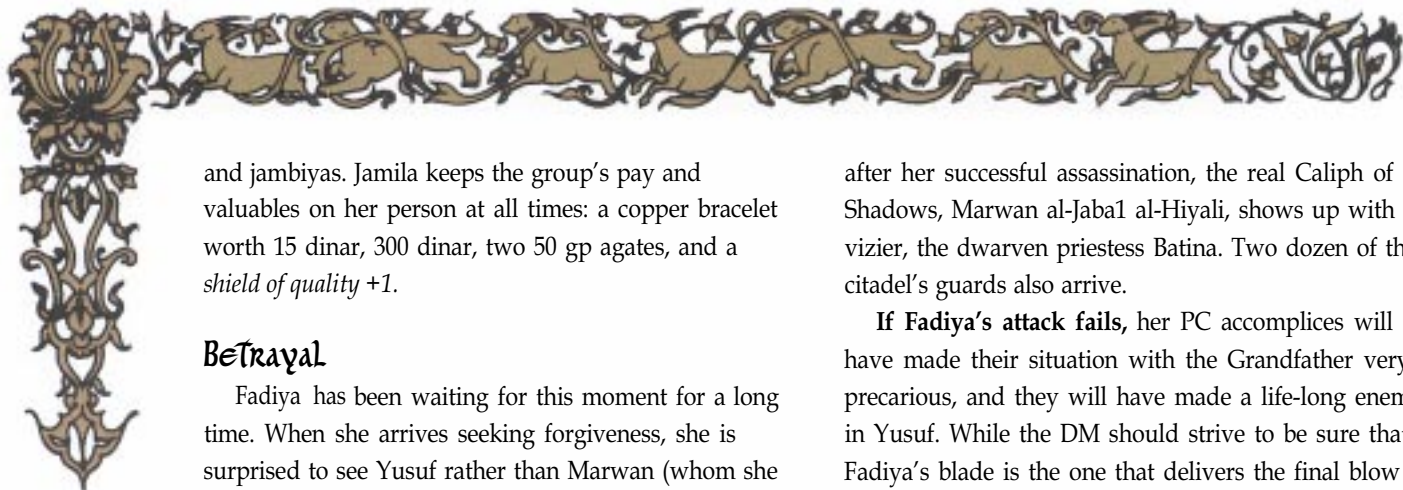 and jambiyas. Jamila keeps the group's pay and
valuables on her person at all times: a copper bracelet
worth 15 dinar, 300 dinar, two 50 gp agates, and a
shield of quality +1.
Betrayal
Fadiya has been waiting for this moment for a long
time. When she arrives seeking forgiveness, she is
surprised to see Yusuf rather than Marwan (whom she
after her successful assassination, the real Caliph of
Shadows, Marwan al-Jaba1 al-Hiyali, shows up with
vizier, the dwarven priestess Batina. Two dozen of th
citadel's guards also arrive.
If Fadiya's attack fails, her PC accomplices will
have made their situation with the Grandfather very
precarious, and they will have made a life-long enem
in Yusuf. While the DM should strive to be sure that
Fadiya's blade is the one that delivers the final blow